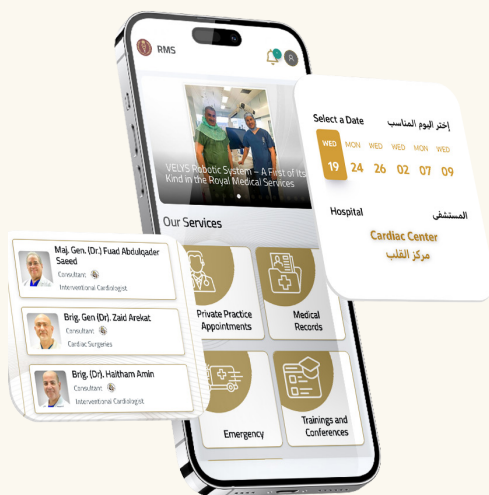 RMS
R
VELYS Robotic System – A First of Its
Kind in the Royal Medical Services
Our Services
Private Practice
Appointments
Medical
Records
Emergency
Trainings and
Conferences
Select a Date إختر اليوم المناسب
WED MON WED WED MON WED
19 24 26 02 07 09
Hospital المستشفى
Cardiac Center
مركز القلب
Maj. Gen. (Dr.) Fuad Abdulqader
Saeed
Consultant
Interventional Cardiologist
Brig. Gen (Dr). Zaid Arekat
Consultant
Cardiac Surgeries
Brig. (Dr). Haitham Amin
Consultant
Interventional Cardiologist